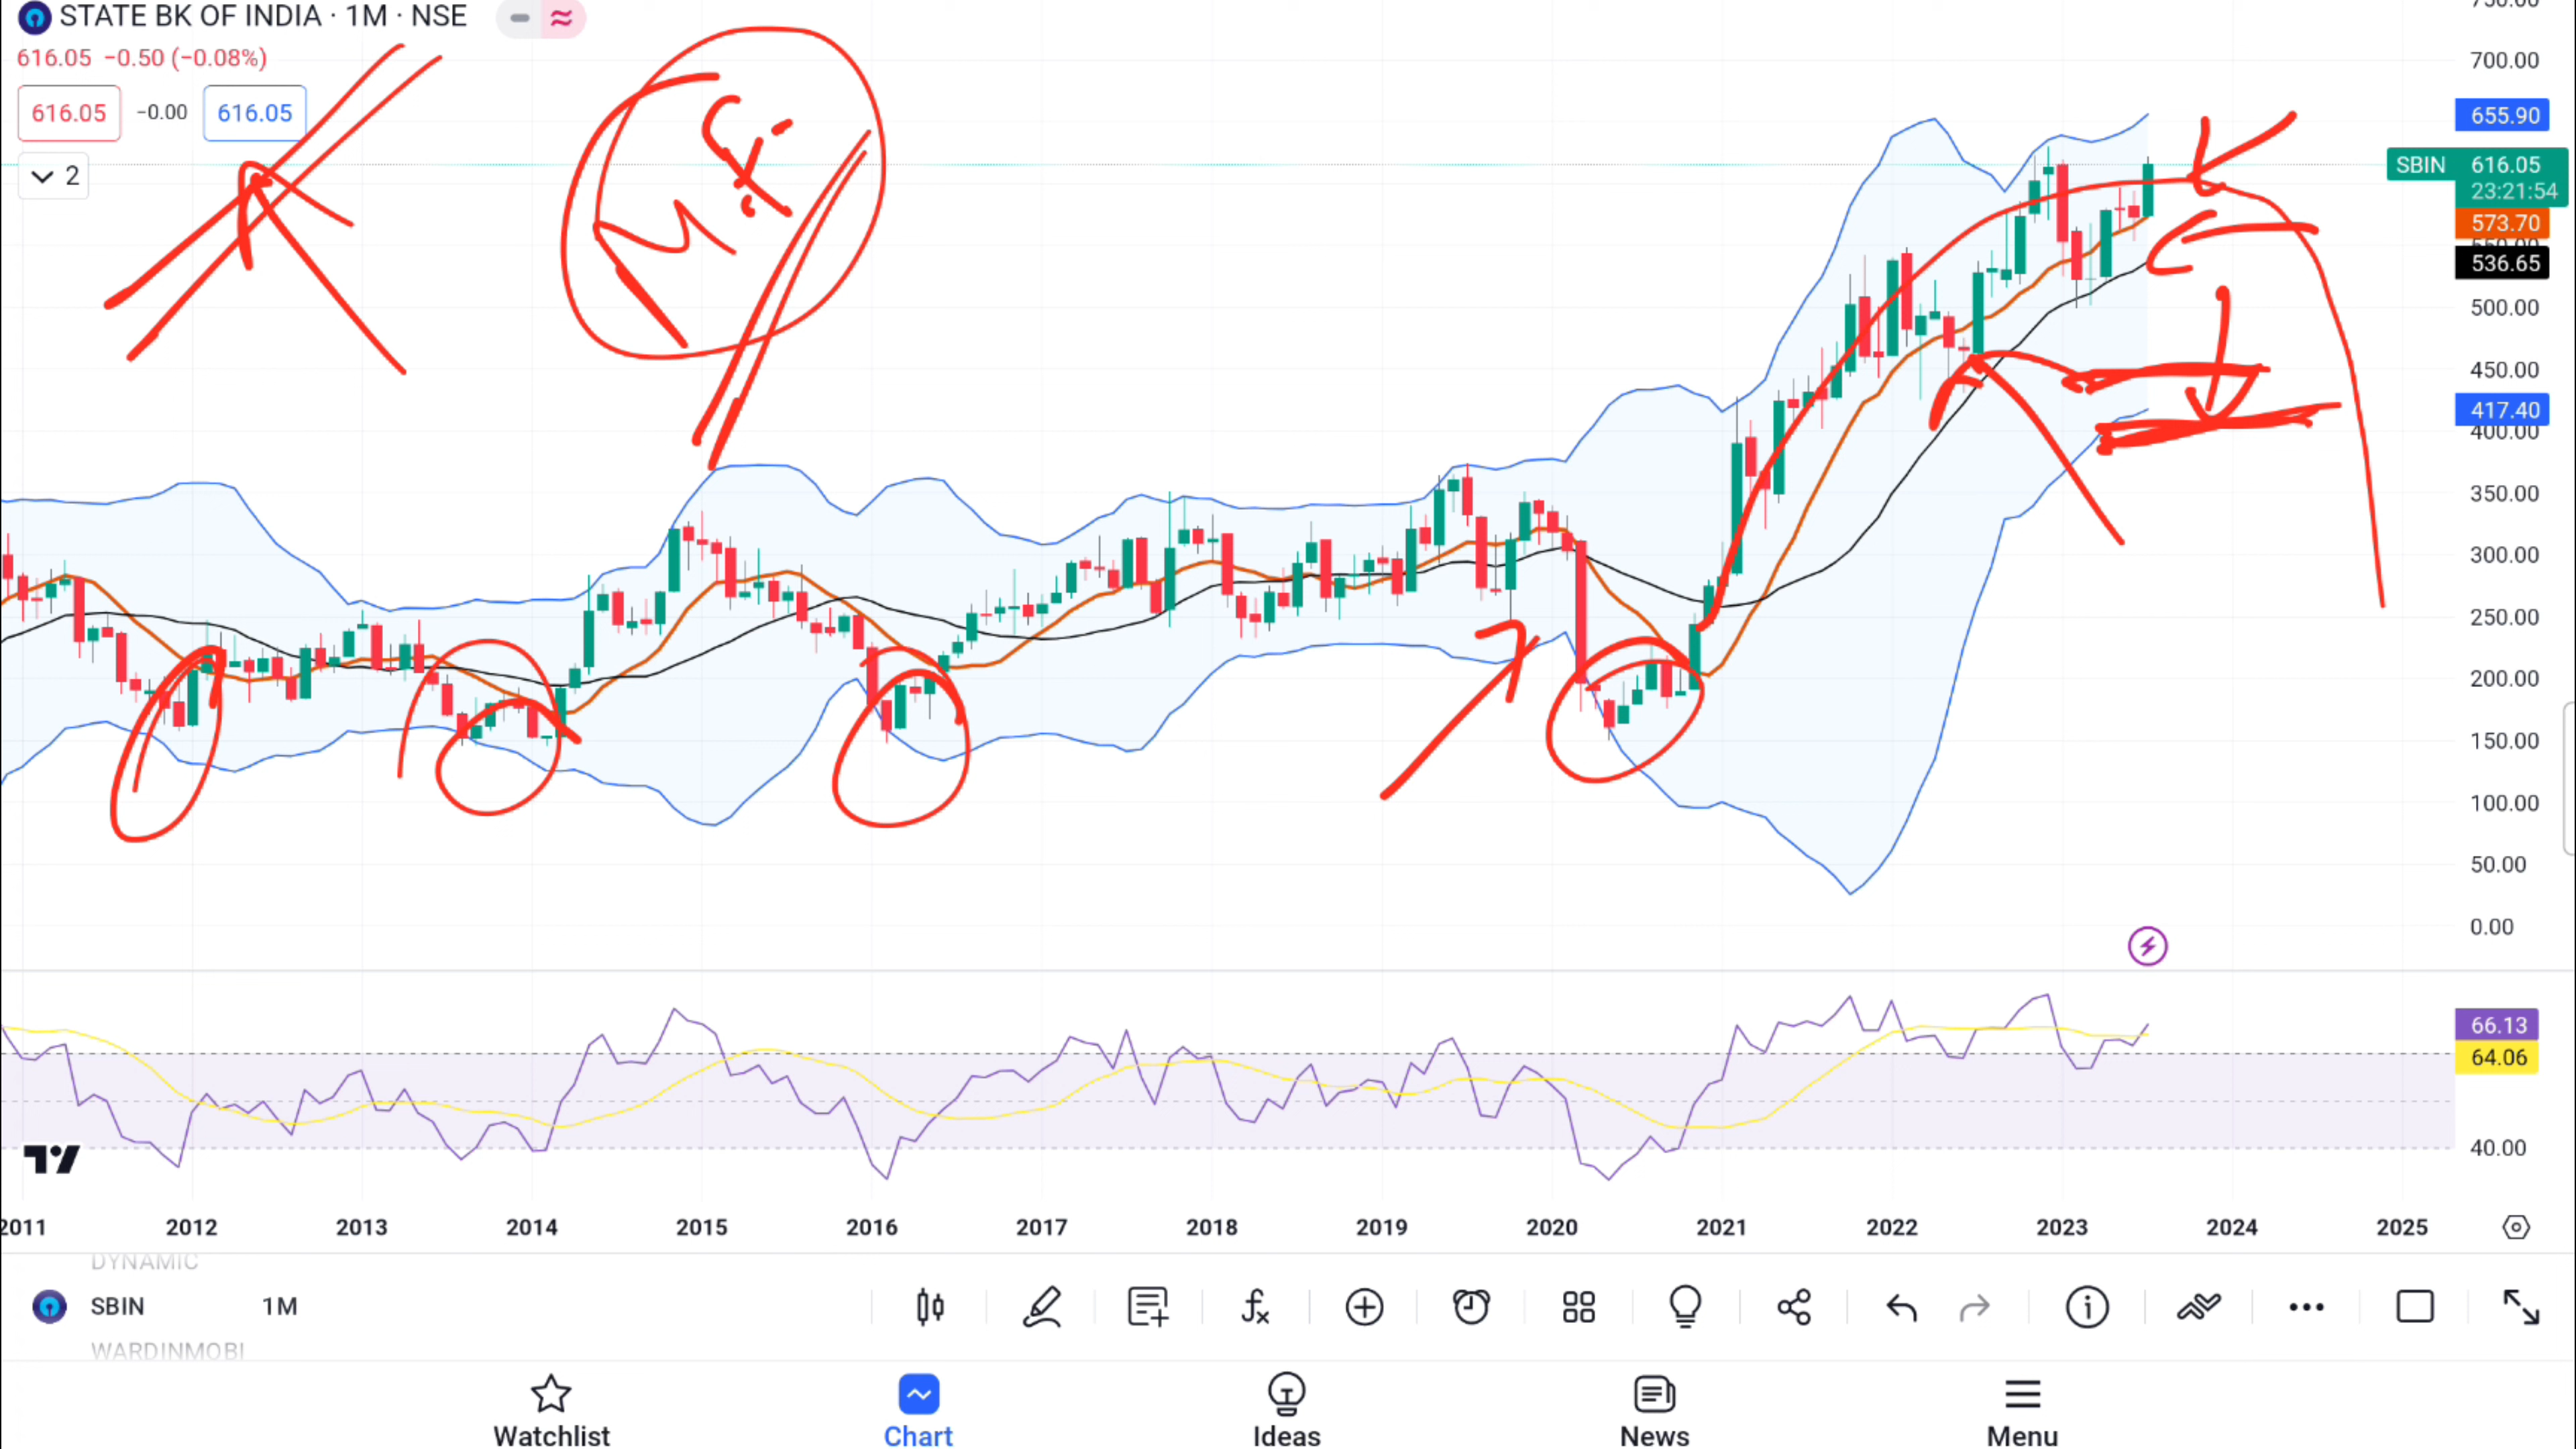 STATE BK OF INDIA · 1M · NSE
616.05 −0.50 (−0.08%)
616.05 −0.00 616.05
2
M.F.
700.00
655.90
SBIN 616.05
23:21:54
573.70
536.65
500.00
450.00
417.40
400.00
350.00
300.00
250.00
200.00
150.00
100.00
50.00
0.00
66.13
64.06
40.00
2011 2012 2013 2014 2015 2016 2017 2018 2019 2020 2021 2022 2023 2024 2025
DYNAMIC
SBIN 1M
WARDINMOBI
Watchlist Chart Ideas News Menu